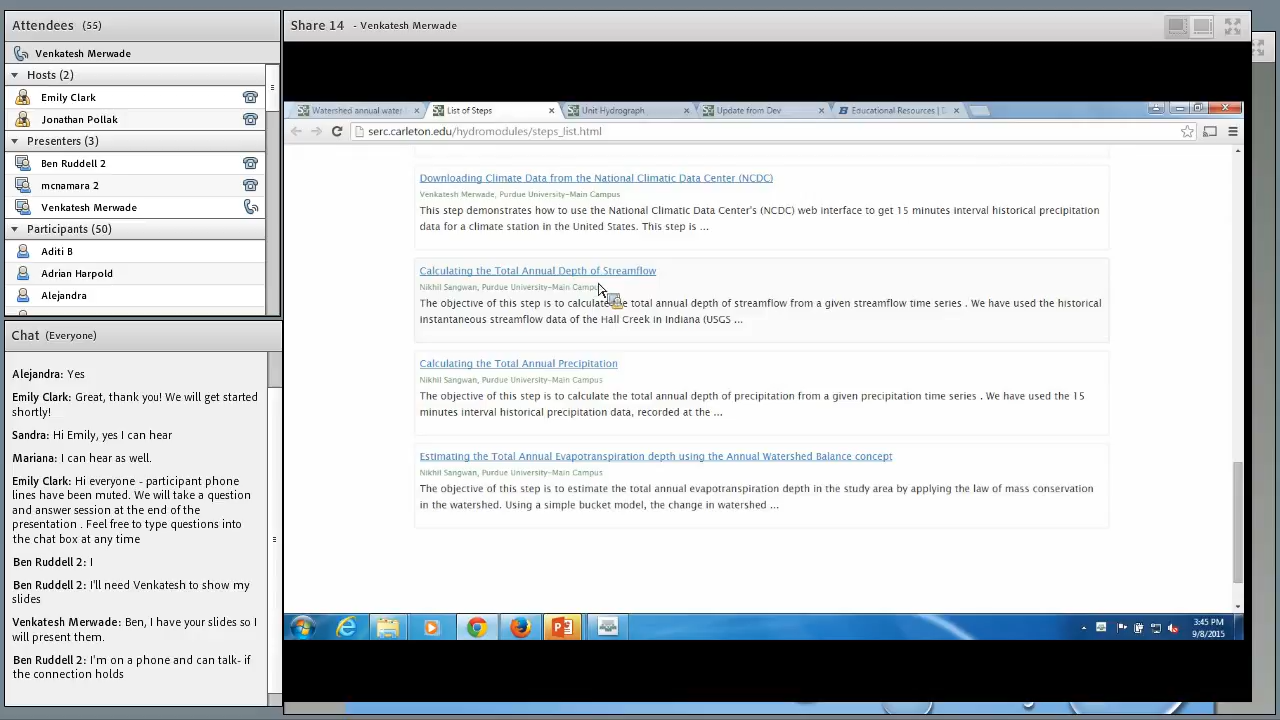 Attendees (55)
Venkatesh Merwade
Hosts (2)
Emily Clark
Jonathan Pollak
Presenters (3)
Ben Ruddell 2
mcnamara 2
Venkatesh Merwade
Participants (50)
Aditi B
Adrian Harpold
Alejandra
Chat (Everyone)
Alejandra: Yes
Emily Clark: Great, thank you! We will get started
shortly!
Sandra: Hi Emily, yes I can hear
Mariana: I can hear as well.
Emily Clark: Hi everyone - participant phone
lines have been muted. We will take a question
and answer session at the end of the
presentation . Feel free to type questions into
the chat box at any time
Ben Ruddell 2: I
Ben Ruddell 2: I'll need Venkatesh to show my
slides
Venkatesh Merwade: Ben, I have your slides so I
will present them.
Ben Ruddell 2: I'm on a phone and can talk- if
the connection holds
Share 14 - Venkatesh Merwade
Watershed annual water
List of Steps
Unit Hydrograph
Update from Dev
Educational Resources | D
serc.carleton.edu/hydromodules/steps_list.html
Downloading Climate Data from the National Climatic Data Center (NCDC)
Venkatesh Merwade, Purdue University-Main Campus
This step demonstrates how to use the National Climatic Data Center's (NCDC) web interface to get 15 minutes interval historical precipitation
data for a climate station in the United States. This step is ...
Calculating the Total Annual Depth of Streamflow
Nikhil Sangwan, Purdue University-Main Campus
The objective of this step is to calculate the total annual depth of streamflow from a given streamflow time series . We have used the historical
instantaneous streamflow data of the Hall Creek in Indiana (USGS ...
Calculating the Total Annual Precipitation
Nikhil Sangwan, Purdue University-Main Campus
The objective of this step is to calculate the total annual depth of precipitation from a given precipitation time series . We have used the 15
minutes interval historical precipitation data, recorded at the ...
Estimating the Total Annual Evapotranspiration depth using the Annual Watershed Balance concept
Nikhil Sangwan, Purdue University-Main Campus
The objective of this step is to estimate the total annual evapotranspiration depth in the study area by applying the law of mass conservation
in the watershed. Using a simple bucket model, the change in watershed ...
3:45 PM
9/8/2015